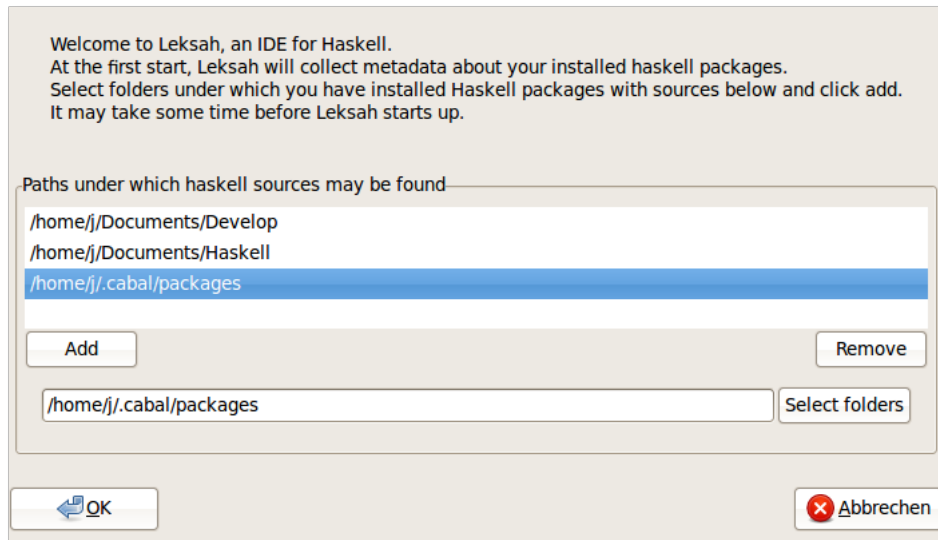 Welcome to Leksah, an IDE for Haskell.
At the first start, Leksah will collect metadata about your installed haskell packages.
Select folders under which you have installed Haskell packages with sources below and click add.
It may take some time before Leksah starts up.
Paths under which haskell sources may be found
/home/j/Documents/Develop
/home/j/Documents/Haskell
/home/j/.cabal/packages
Add Remove
/home/j/.cabal/packages Select folders
OK Abbrechen